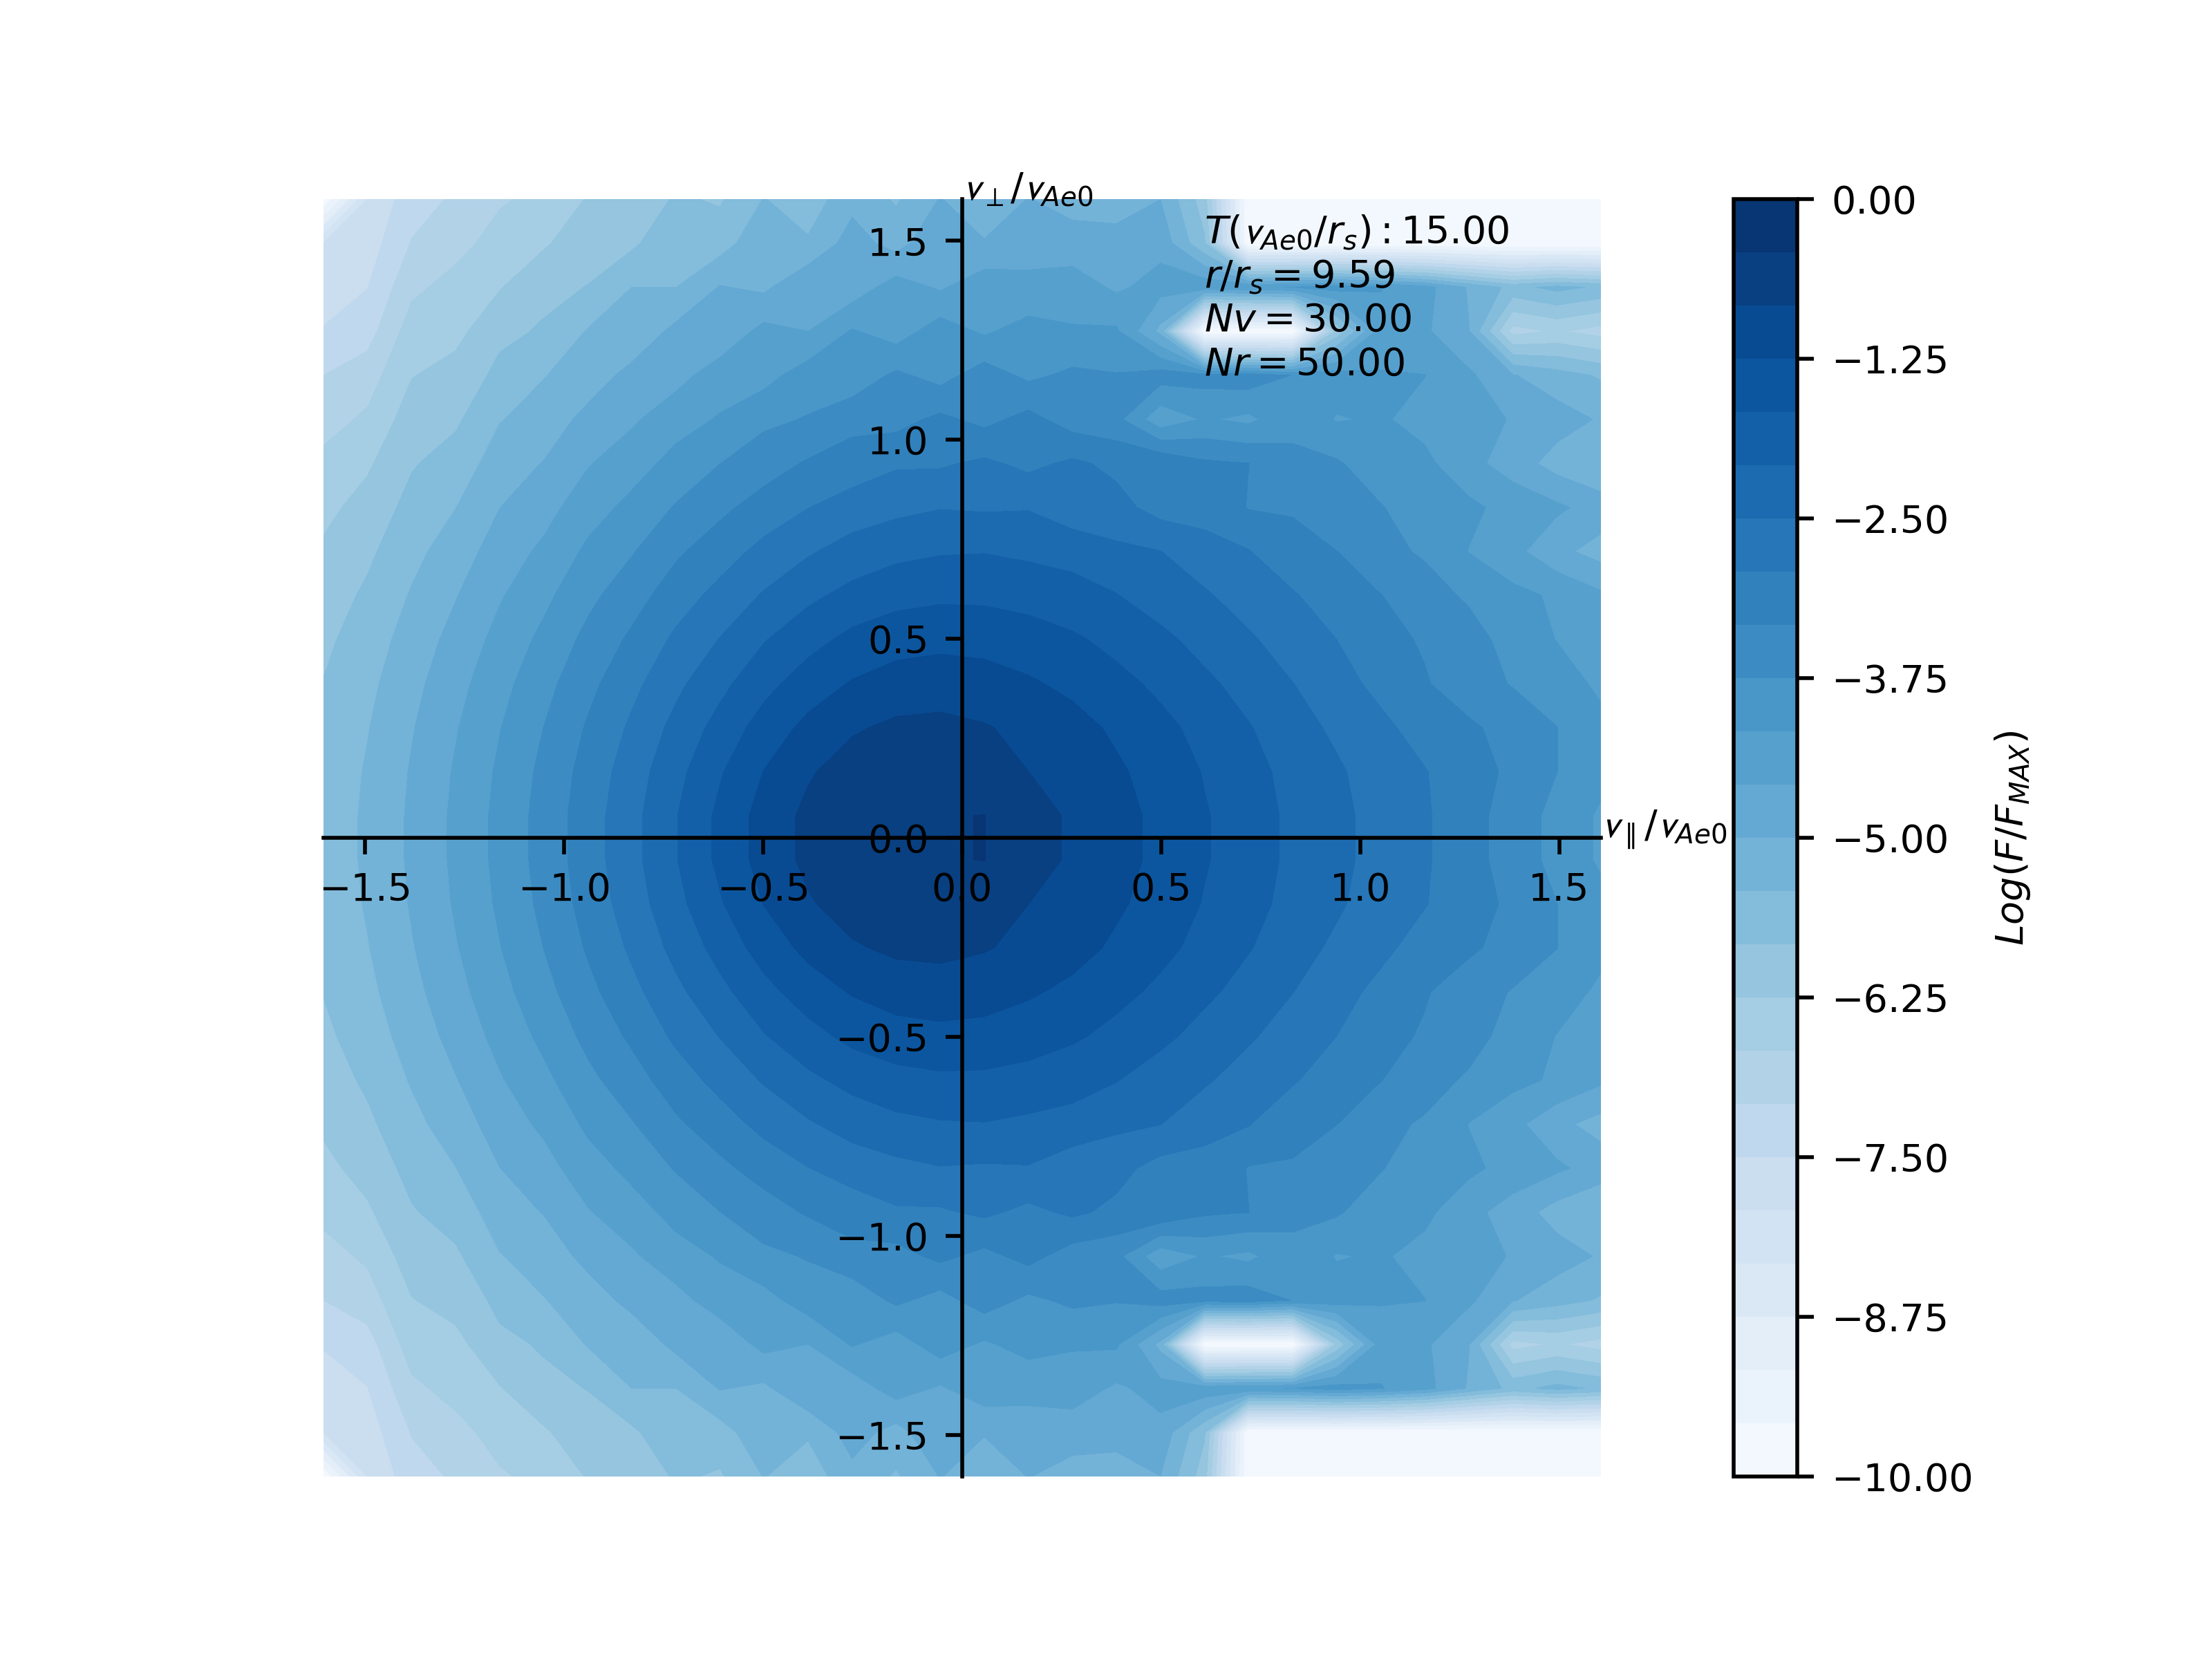 v⊥/vAe0
T(vAe0/rs) : 15.00
r/rs = 9.59
Nv = 30.00
Nr = 50.00
1.5
1.0
0.5
0.0
−0.5
−1.0
−1.5
−1.5 −1.0 −0.5 0.0 0.5 1.0 1.5
v∥/vAe0
0.00
−1.25
−2.50
−3.75
−5.00
−6.25
−7.50
−8.75
−10.00
Log(F/FMAX)